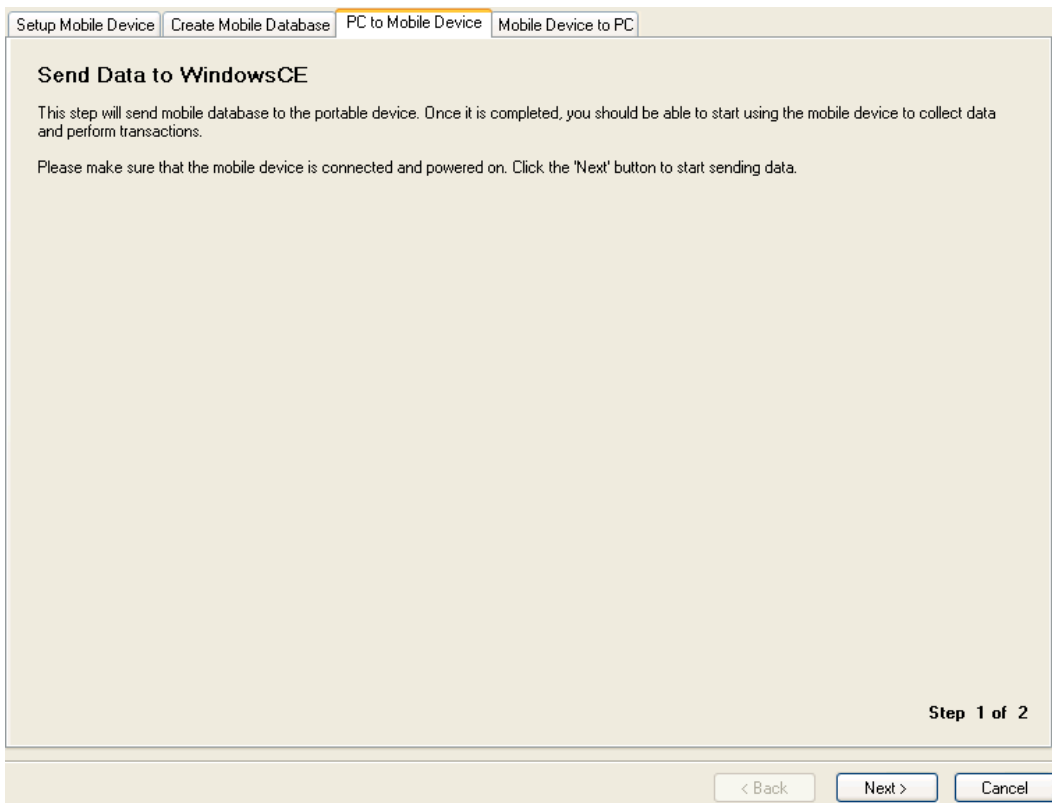 Setup Mobile Device Create Mobile Database PC to Mobile Device Mobile Device to PC
Send Data to WindowsCE
This step will send mobile database to the portable device. Once it is completed, you should be able to start using the mobile device to collect data
and perform transactions.
Please make sure that the mobile device is connected and powered on. Click the 'Next' button to start sending data.
Step 1 of 2
< Back Next > Cancel